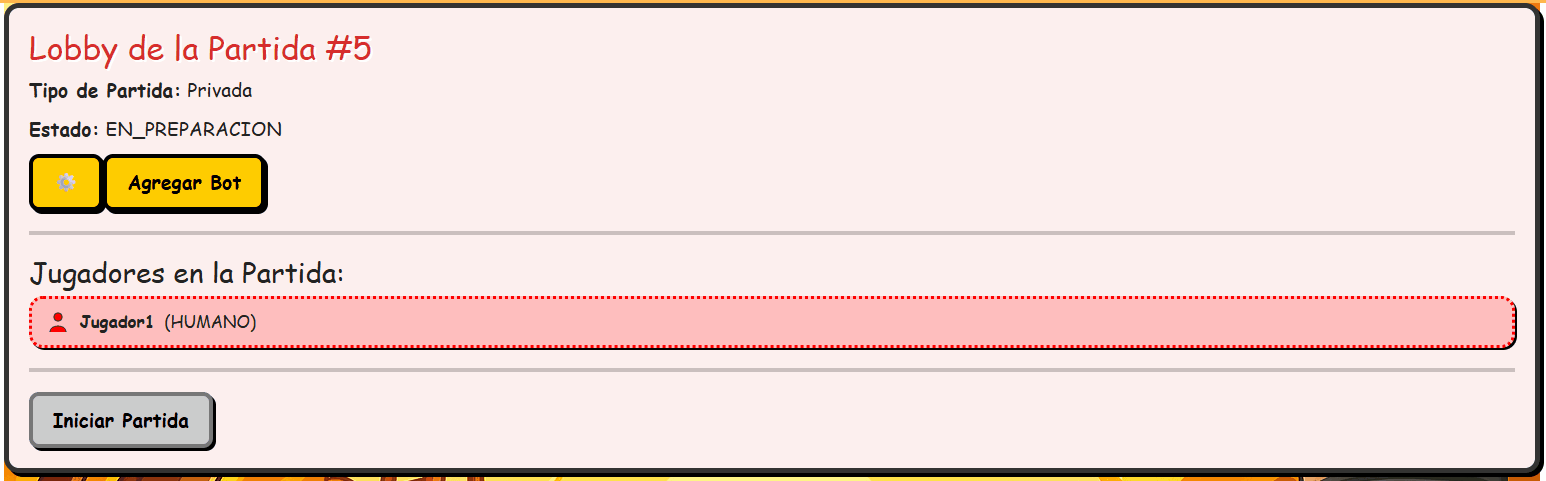 Lobby de la Partida #5
Tipo de Partida: Privada
Estado: EN_PREPARACION
Agregar Bot
Jugadores en la Partida:
Jugador1 (HUMANO)
Iniciar Partida